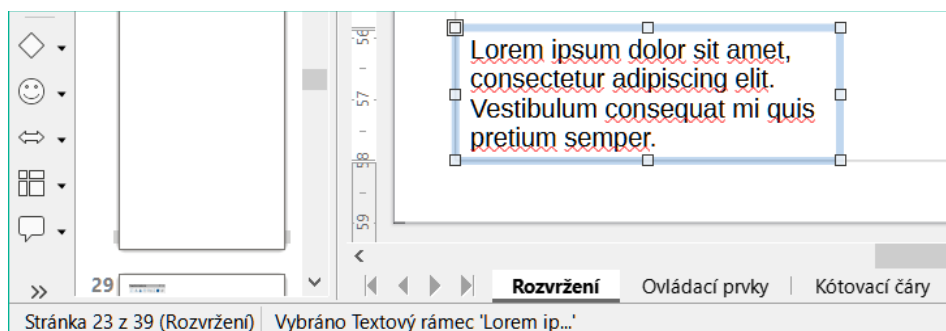 56
57
58
59
Lorem ipsum dolor sit amet,
consectetur adipiscing elit.
Vestibulum consequat mi quis
pretium semper.
29
Rozvržení Ovládací prvky Kótovací čáry
Stránka 23 z 39 (Rozvržení) Vybráno Textový rámec 'Lorem ip...'